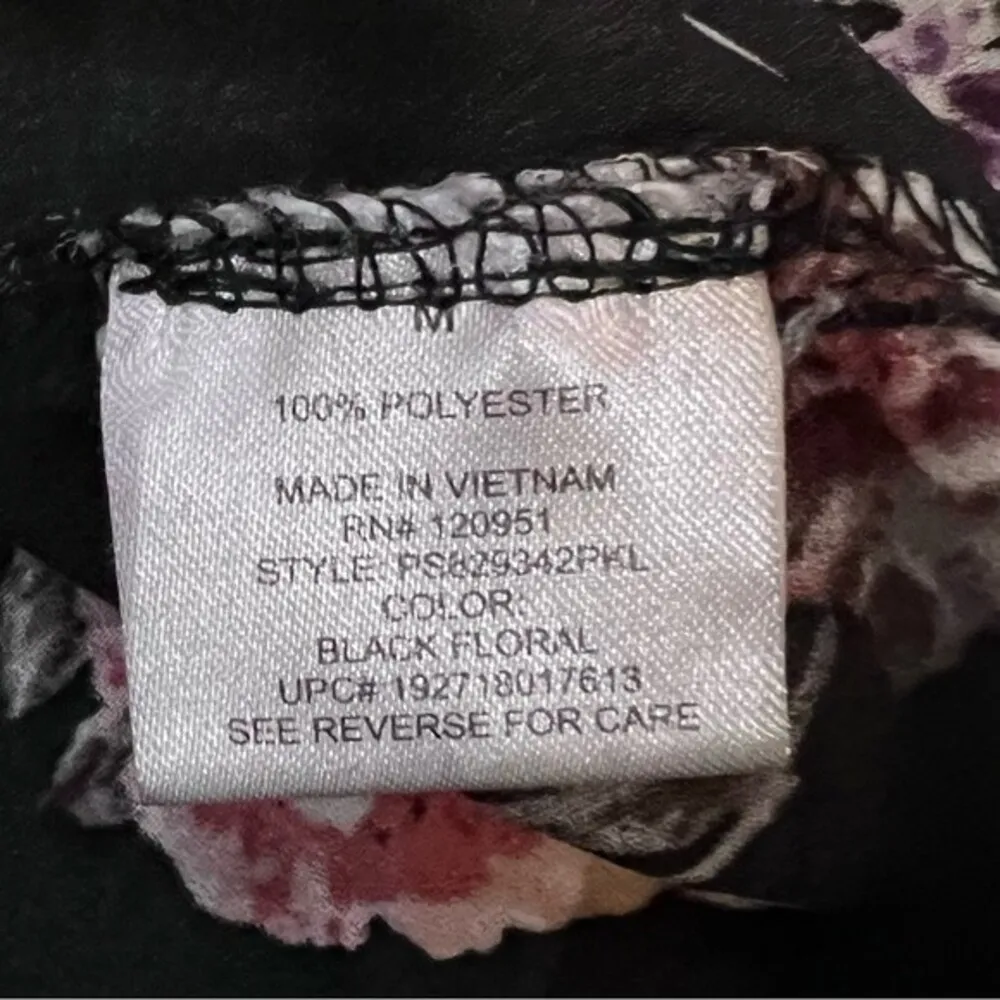 M
100% POLYESTER
MADE IN VIETNAM
RN# 120951
STYLE: PS829342PKL
COLOR:
BLACK FLORAL
UPC# 192718017613
SEE REVERSE FOR CARE